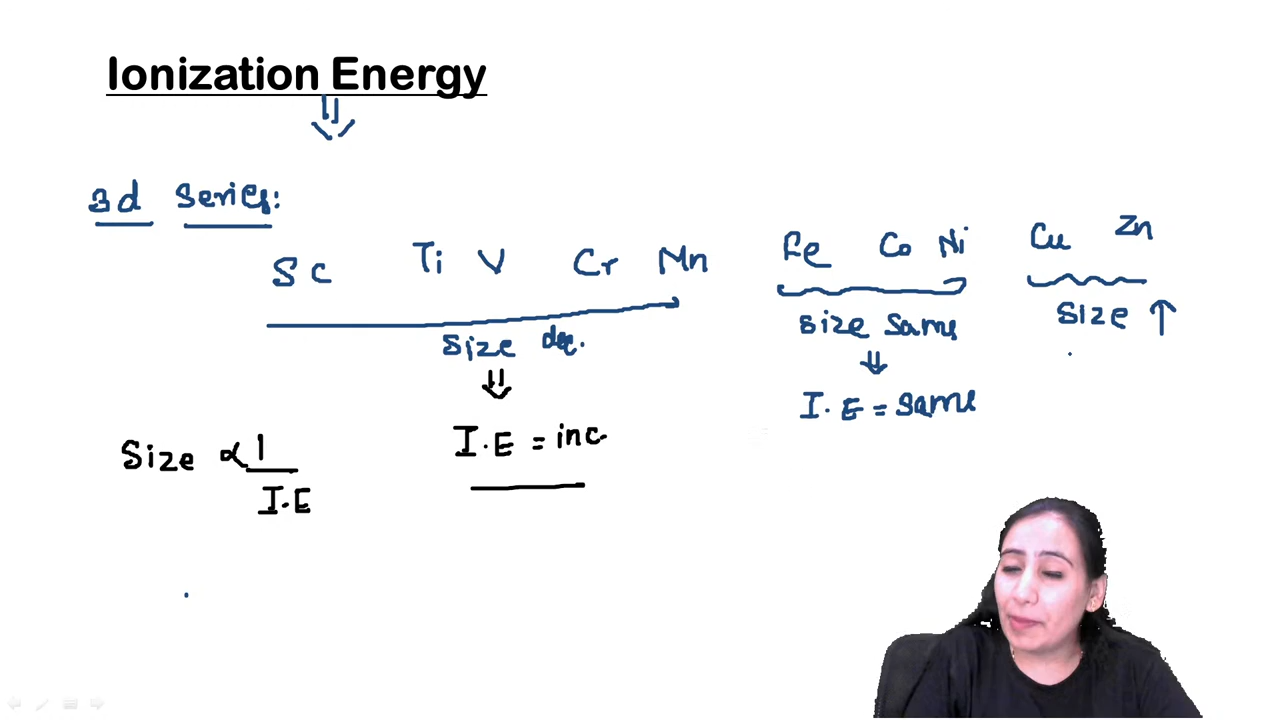 Ionization Energy
3d Series:
Sc Ti V Cr Mn Fe Co Ni Cu Zn
Size dec.
Size Same
Size ↑
I.E = inc
I.E = Same
Size ∝ 1
I.E